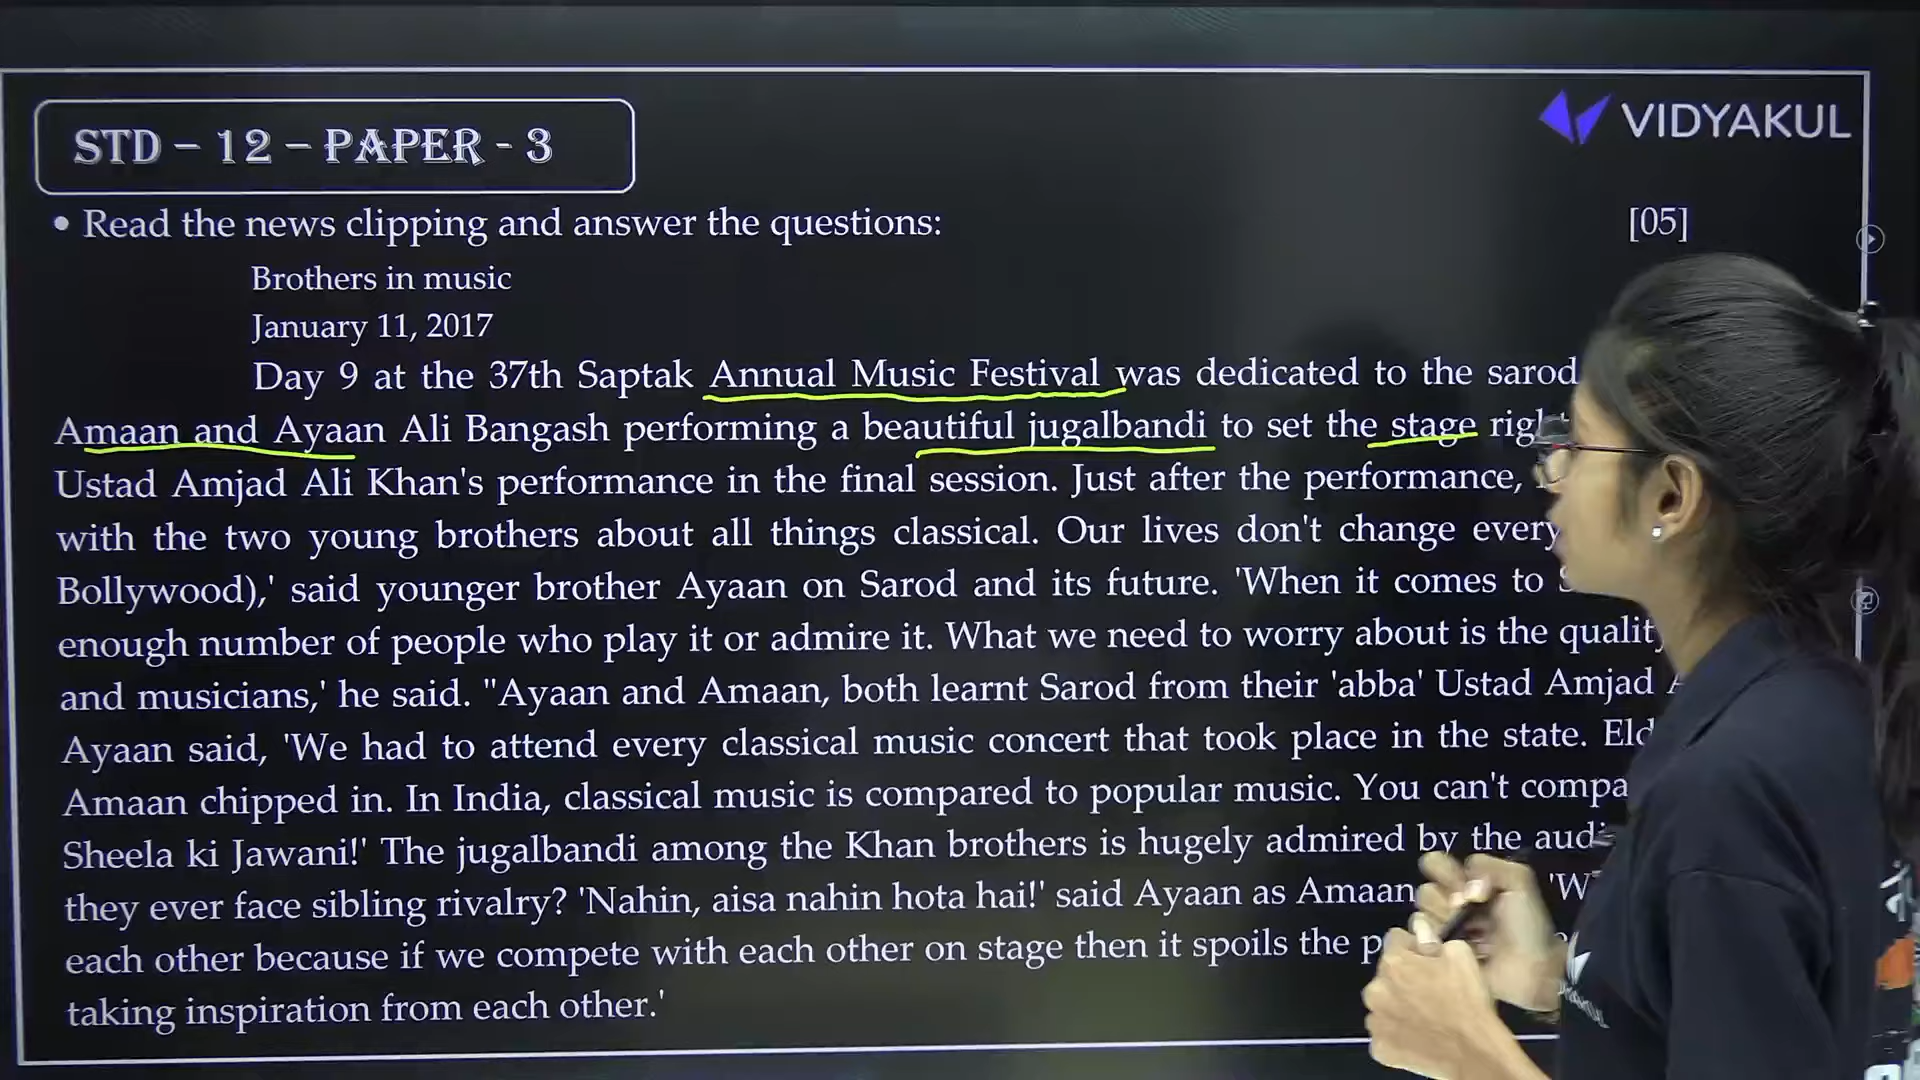 STD – 12 – PAPER - 3
VIDYAKUL
• Read the news clipping and answer the questions: [05]
Brothers in music
January 11, 2017
Day 9 at the 37th Saptak Annual Music Festival was dedicated to the sarod
Amaan and Ayaan Ali Bangash performing a beautiful jugalbandi to set the stage
Ustad Amjad Ali Khan's performance in the final session. Just after the performance,
with the two young brothers about all things classical. Our lives don't change every
Bollywood),' said younger brother Ayaan on Sarod and its future. 'When it comes to
enough number of people who play it or admire it. What we need to worry about is the
and musicians,' he said. "Ayaan and Amaan, both learnt Sarod from their 'abba' Ustad Amjad
Ayaan said, 'We had to attend every classical music concert that took place in the state.
Amaan chipped in. In India, classical music is compared to popular music. You can't
Sheela ki Jawani!' The jugalbandi among the Khan brothers is hugely admired by the
they ever face sibling rivalry? 'Nahin, aisa nahin hota hai!' said Ayaan as Amaan
each other because if we compete with each other on stage then it spoils the
taking inspiration from each other.'